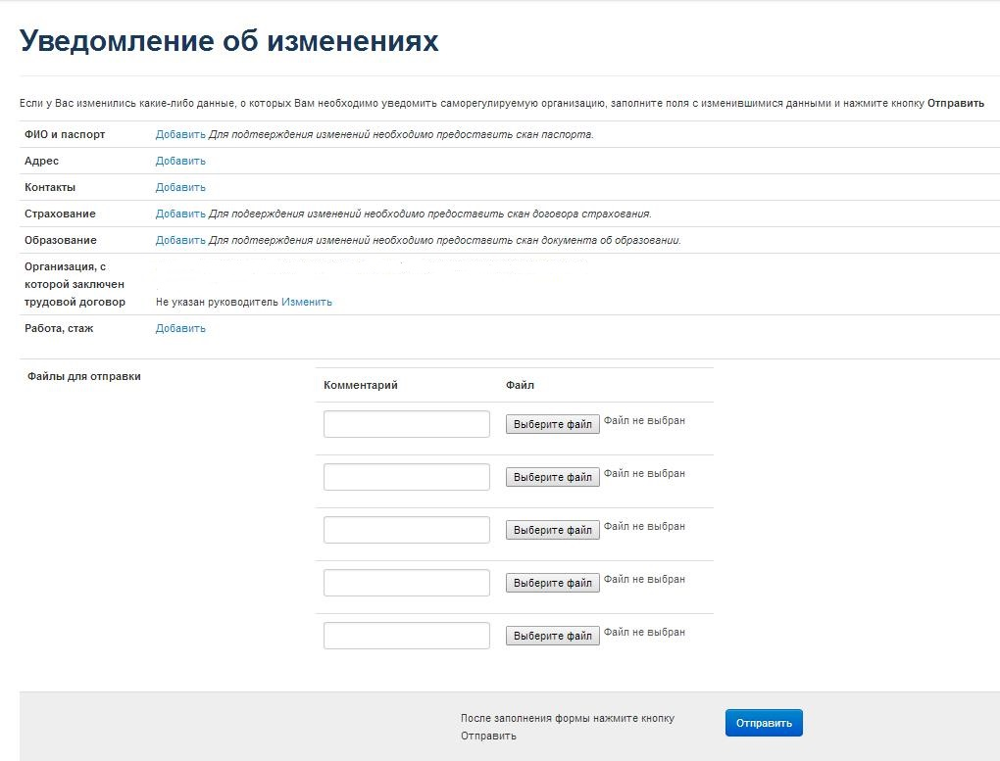 Уведомление об изменениях
Если у Вас изменились какие-либо данные, о которых Вам необходимо уведомить саморегулируемую организацию, заполните поля с изменившимися данными и нажмите кнопку Отправить
ФИО и паспорт Добавить Для подтверждения изменений необходимо предоставить скан паспорта.
Адрес Добавить
Контакты Добавить
Страхование Добавить Для подверждения изменений необходимо предоставить скан договора страхования.
Образование Добавить Для подтверждения изменений необходимо предоставить скан документа об образовании.
Организация, с
которой заключен
трудовой договор Не указан руководитель Изменить
Работа, стаж Добавить
Файлы для отправки
Комментарий Файл
Выберите файл Файл не выбран
Выберите файл Файл не выбран
Выберите файл Файл не выбран
Выберите файл Файл не выбран
Выберите файл Файл не выбран
После заполнения формы нажмите кнопку
Отправить
Отправить